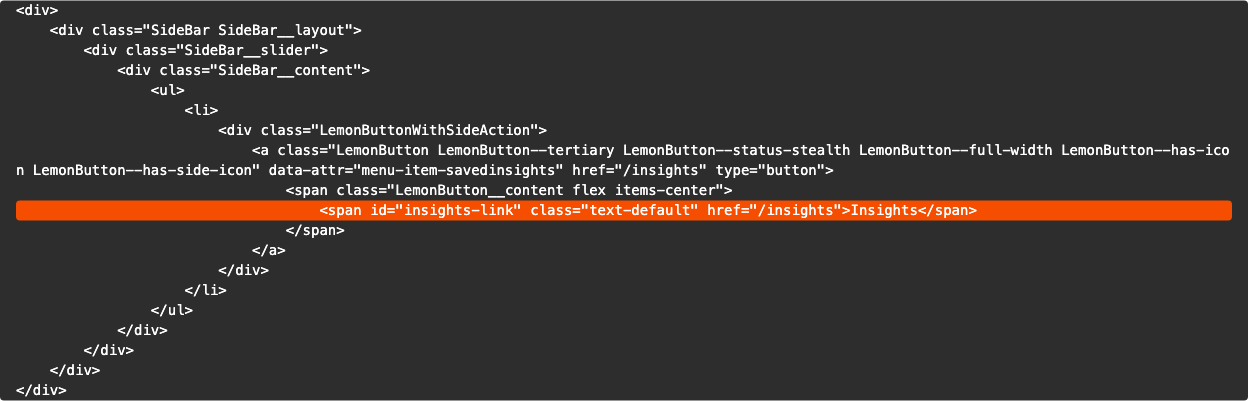 <div>
    <div class="SideBar SideBar__layout">
        <div class="SideBar__slider">
            <div class="SideBar__content">
                <ul>
                    <li>
                        <div class="LemonButtonWithSideAction">
                            <a class="LemonButton LemonButton--tertiary LemonButton--status-stealth LemonButton--full-width LemonButton--has-ico
n LemonButton--has-side-icon" data-attr="menu-item-savedinsights" href="/insights" type="button">
                                <span class="LemonButton__content flex items-center">
                                    <span id="insights-link" class="text-default" href="/insights">Insights</span>
                                </span>
                            </a>
                        </div>
                    </li>
                </ul>
            </div>
        </div>
    </div>
</div>